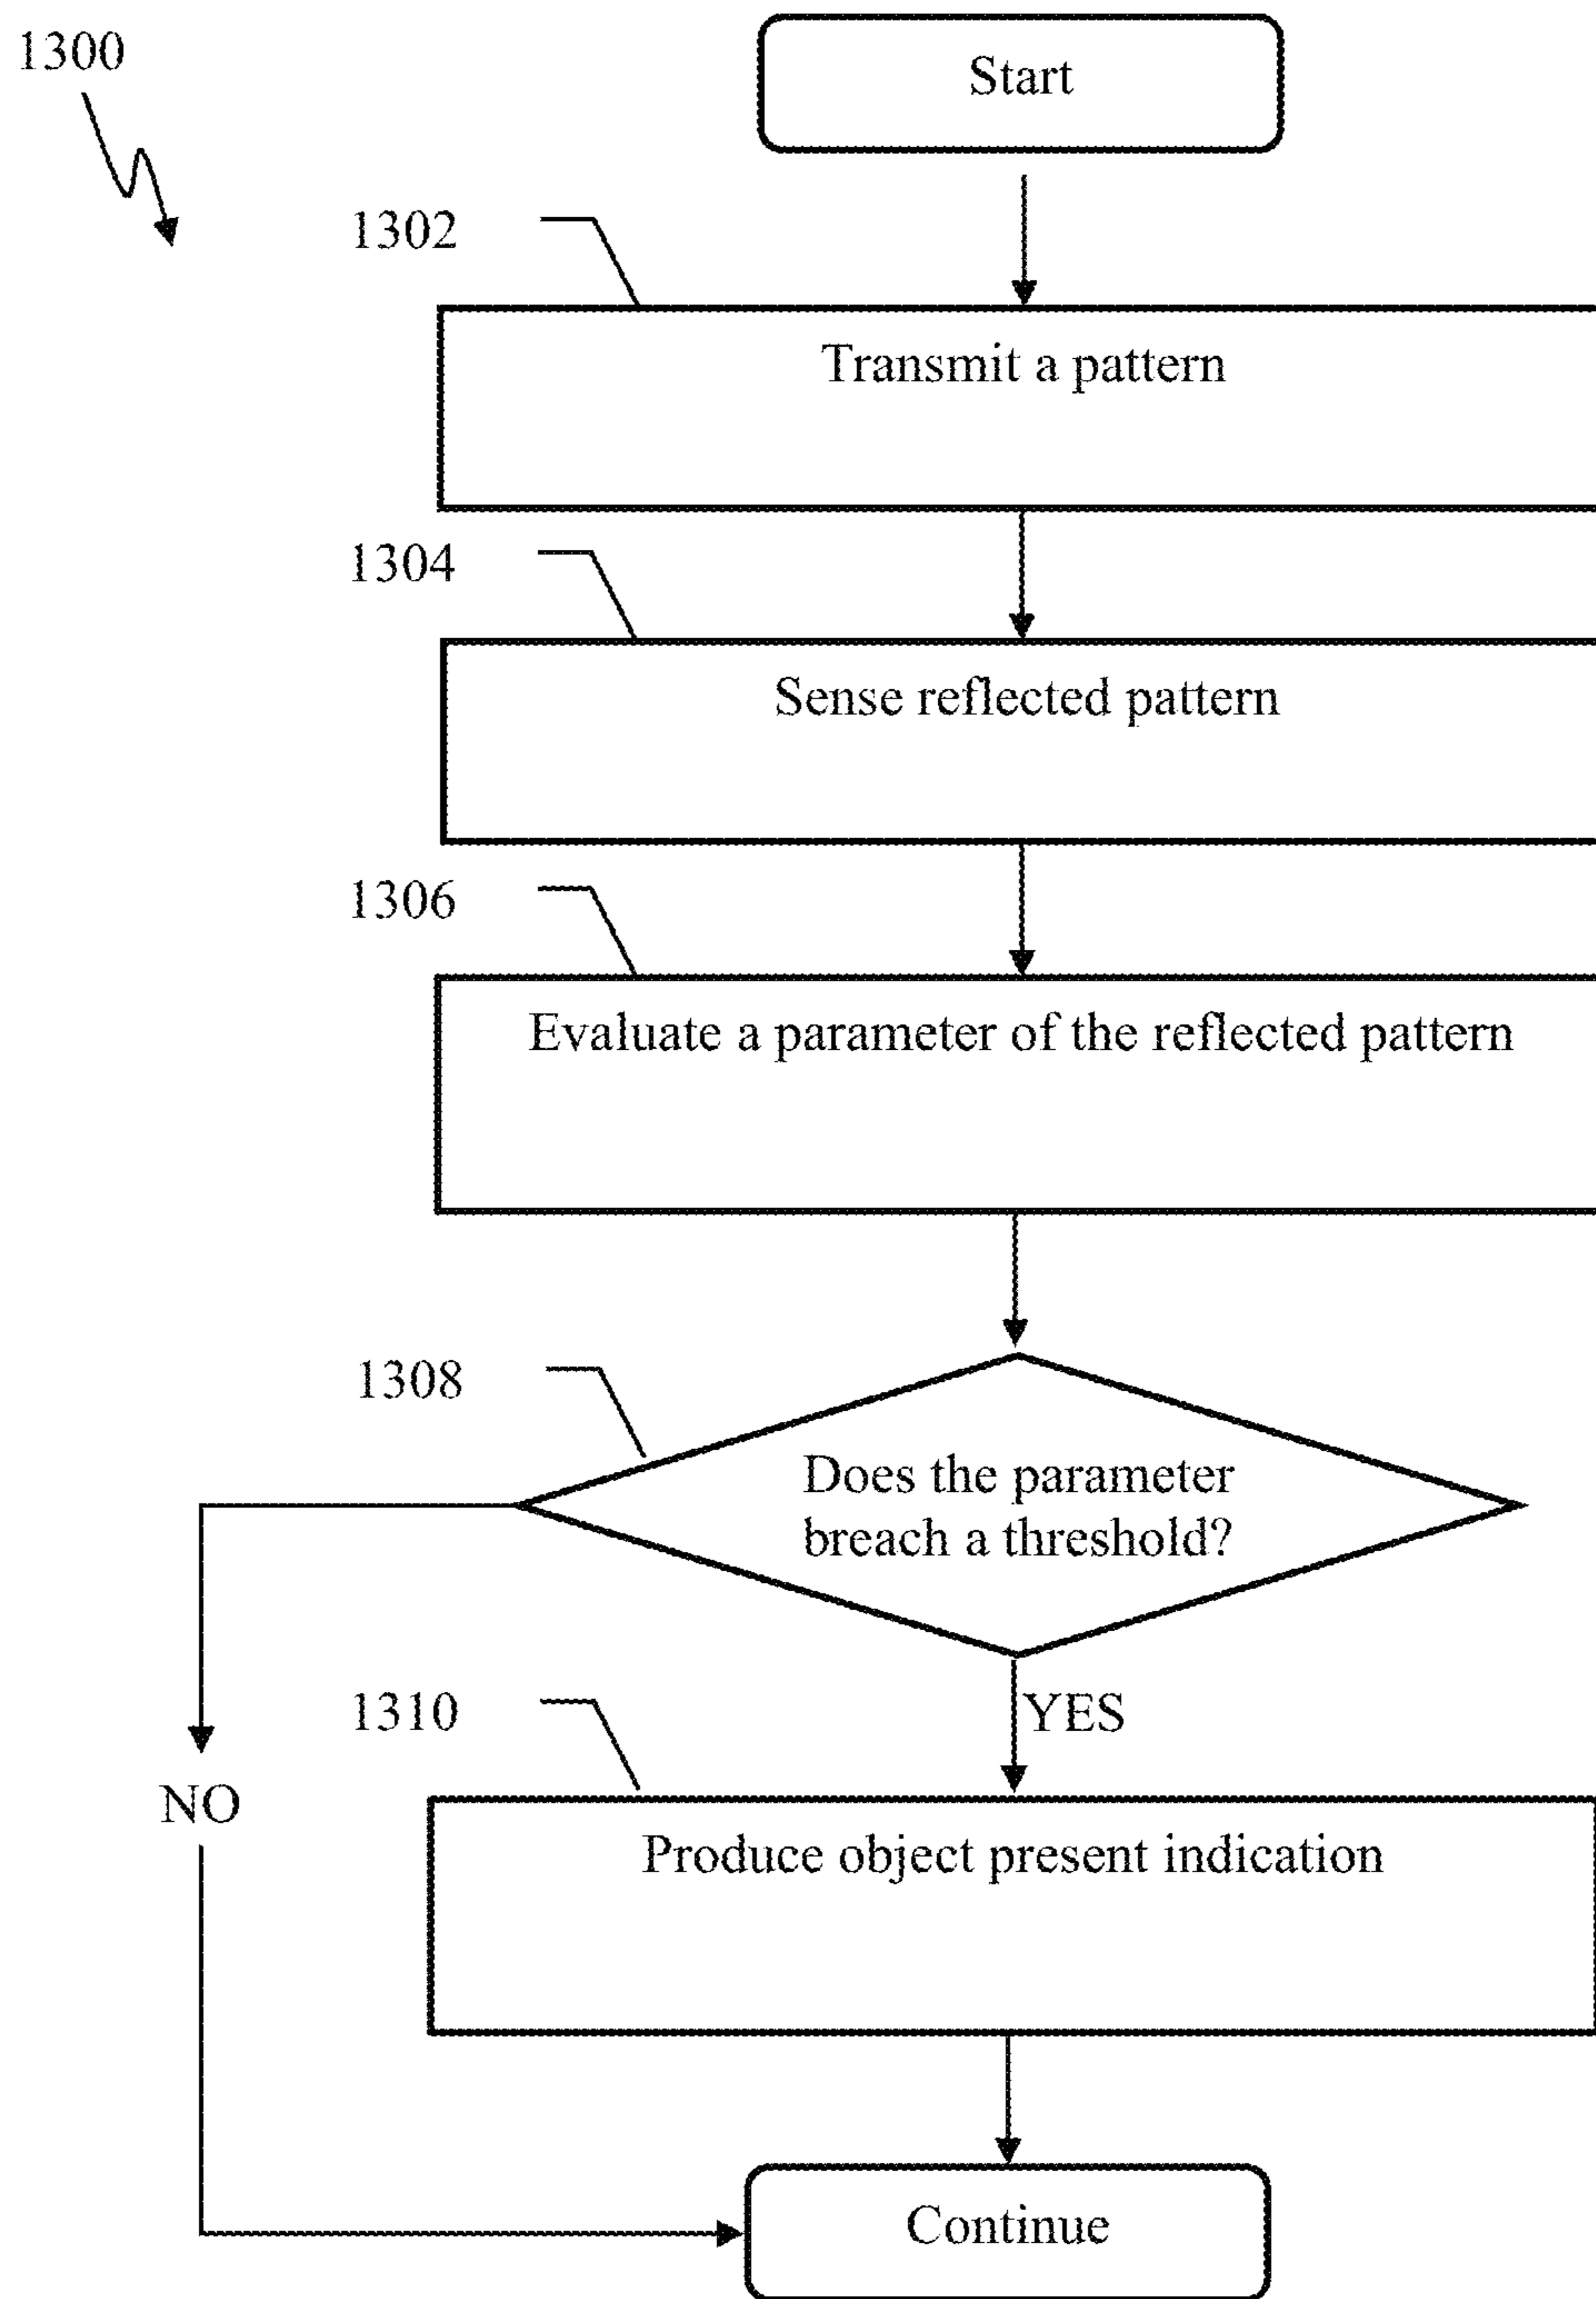 1300
Start
1302
Transmit a pattern
1304
Sense reflected pattern
1306
Evaluate a parameter of the reflected pattern
1308
Does the parameter
breach a threshold?
1310
YES
NO
Produce object present indication
Continue